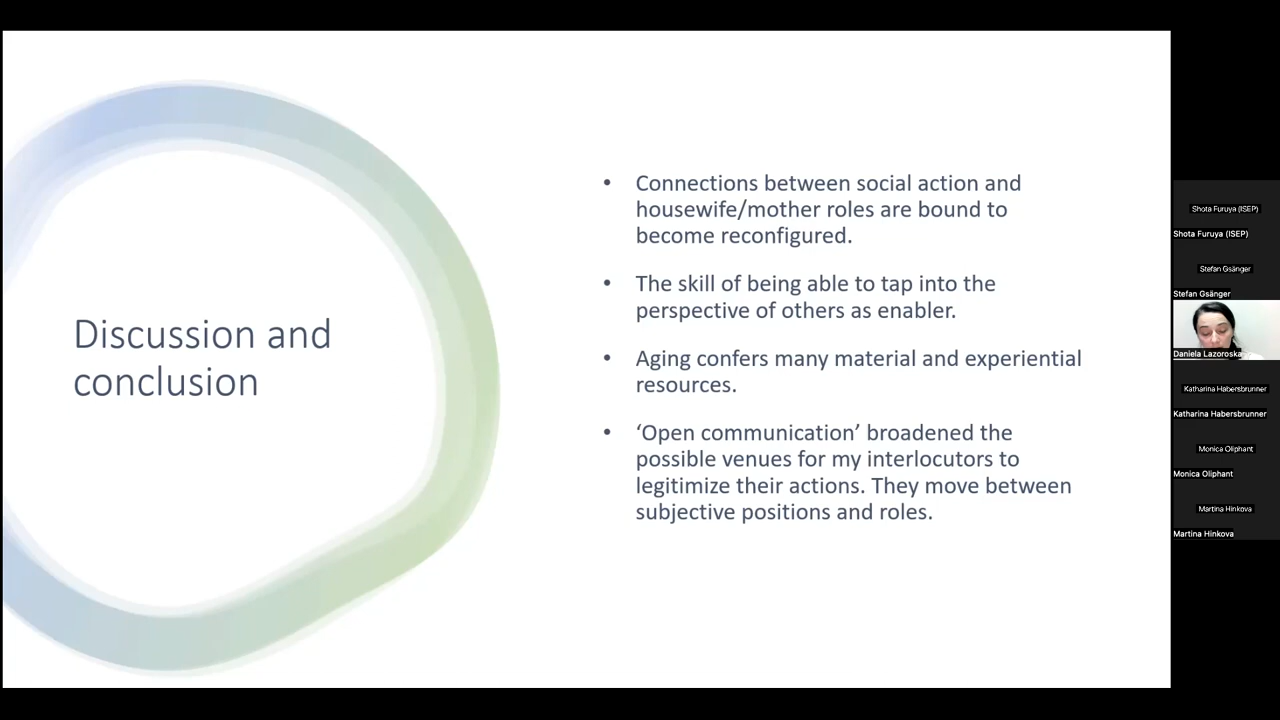 Discussion and
conclusion
• Connections between social action and
housewife/mother roles are bound to
become reconfigured.
• The skill of being able to tap into the
perspective of others as enabler.
• Aging confers many material and experiential
resources.
• ‘Open communication’ broadened the
possible venues for my interlocutors to
legitimize their actions. They move between
subjective positions and roles.
Shota Furuya (ISEP)
Shota Furuya (ISEP)
Stefan Gsänger
Stefan Gsänger
Daniela Lazoroska
Katharina Habersbrunner
Katharina Habersbrunner
Monica Oliphant
Monica Oliphant
Martina Hinkova
Martina Hinkova